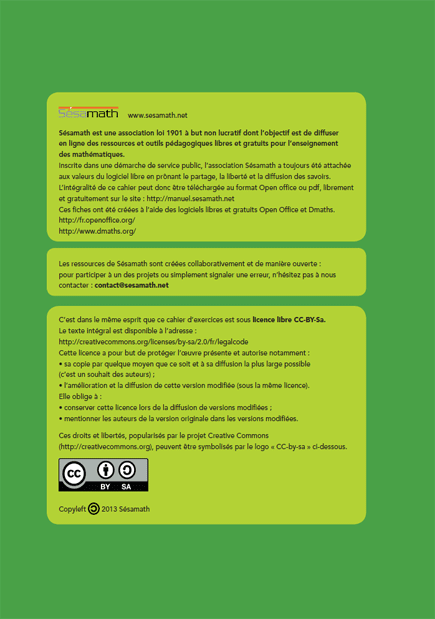 Sésamath www.sesamath.net
Sésamath est une association loi 1901 à but non lucratif dont l'objectif est de diffuser
en ligne des ressources et outils pédagogiques libres et gratuits pour l'enseignement
des mathématiques.
Inscrite dans une démarche de service public, l'association Sésamath a toujours été attachée
aux valeurs du logiciel libre en prônant le partage, la liberté et la diffusion des savoirs.
L'intégralité de ce cahier peut donc être téléchargée au format Open office ou pdf, librement
et gratuitement sur le site : http://manuel.sesamath.net
Ces fiches ont été créées à l'aide des logiciels libres et gratuits Open Office et Dmaths.
http://fr.openoffice.org/
http://www.dmaths.org/
Les ressources de Sésamath sont créées collaborativement et de manière ouverte :
pour participer à un des projets ou simplement signaler une erreur, n'hésitez pas à nous
contacter : contact@sesamath.net
C'est dans le même esprit que ce cahier d'exercices est sous licence libre CC-BY-Sa.
Le texte intégral est disponible à l'adresse :
http://creativecommons.org/licenses/by-sa/2.0/fr/legalcode
Cette licence a pour but de protéger l'œuvre présente et autorise notamment :
• sa copie par quelque moyen que ce soit et à sa diffusion la plus large possible
(c'est un souhait des auteurs) ;
• l'amélioration et la diffusion de cette version modifiée (sous la même licence).
Elle oblige à :
• conserver cette licence lors de la diffusion de versions modifiées ;
• mentionner les auteurs de la version originale dans les versions modifiées.
Ces droits et libertés, popularisés par le projet Creative Commons
(http://creativecommons.org), peuvent être symbolisés par le logo « CC-by-sa » ci-dessous.
CC
BY SA
Copyleft 2013 Sésamath